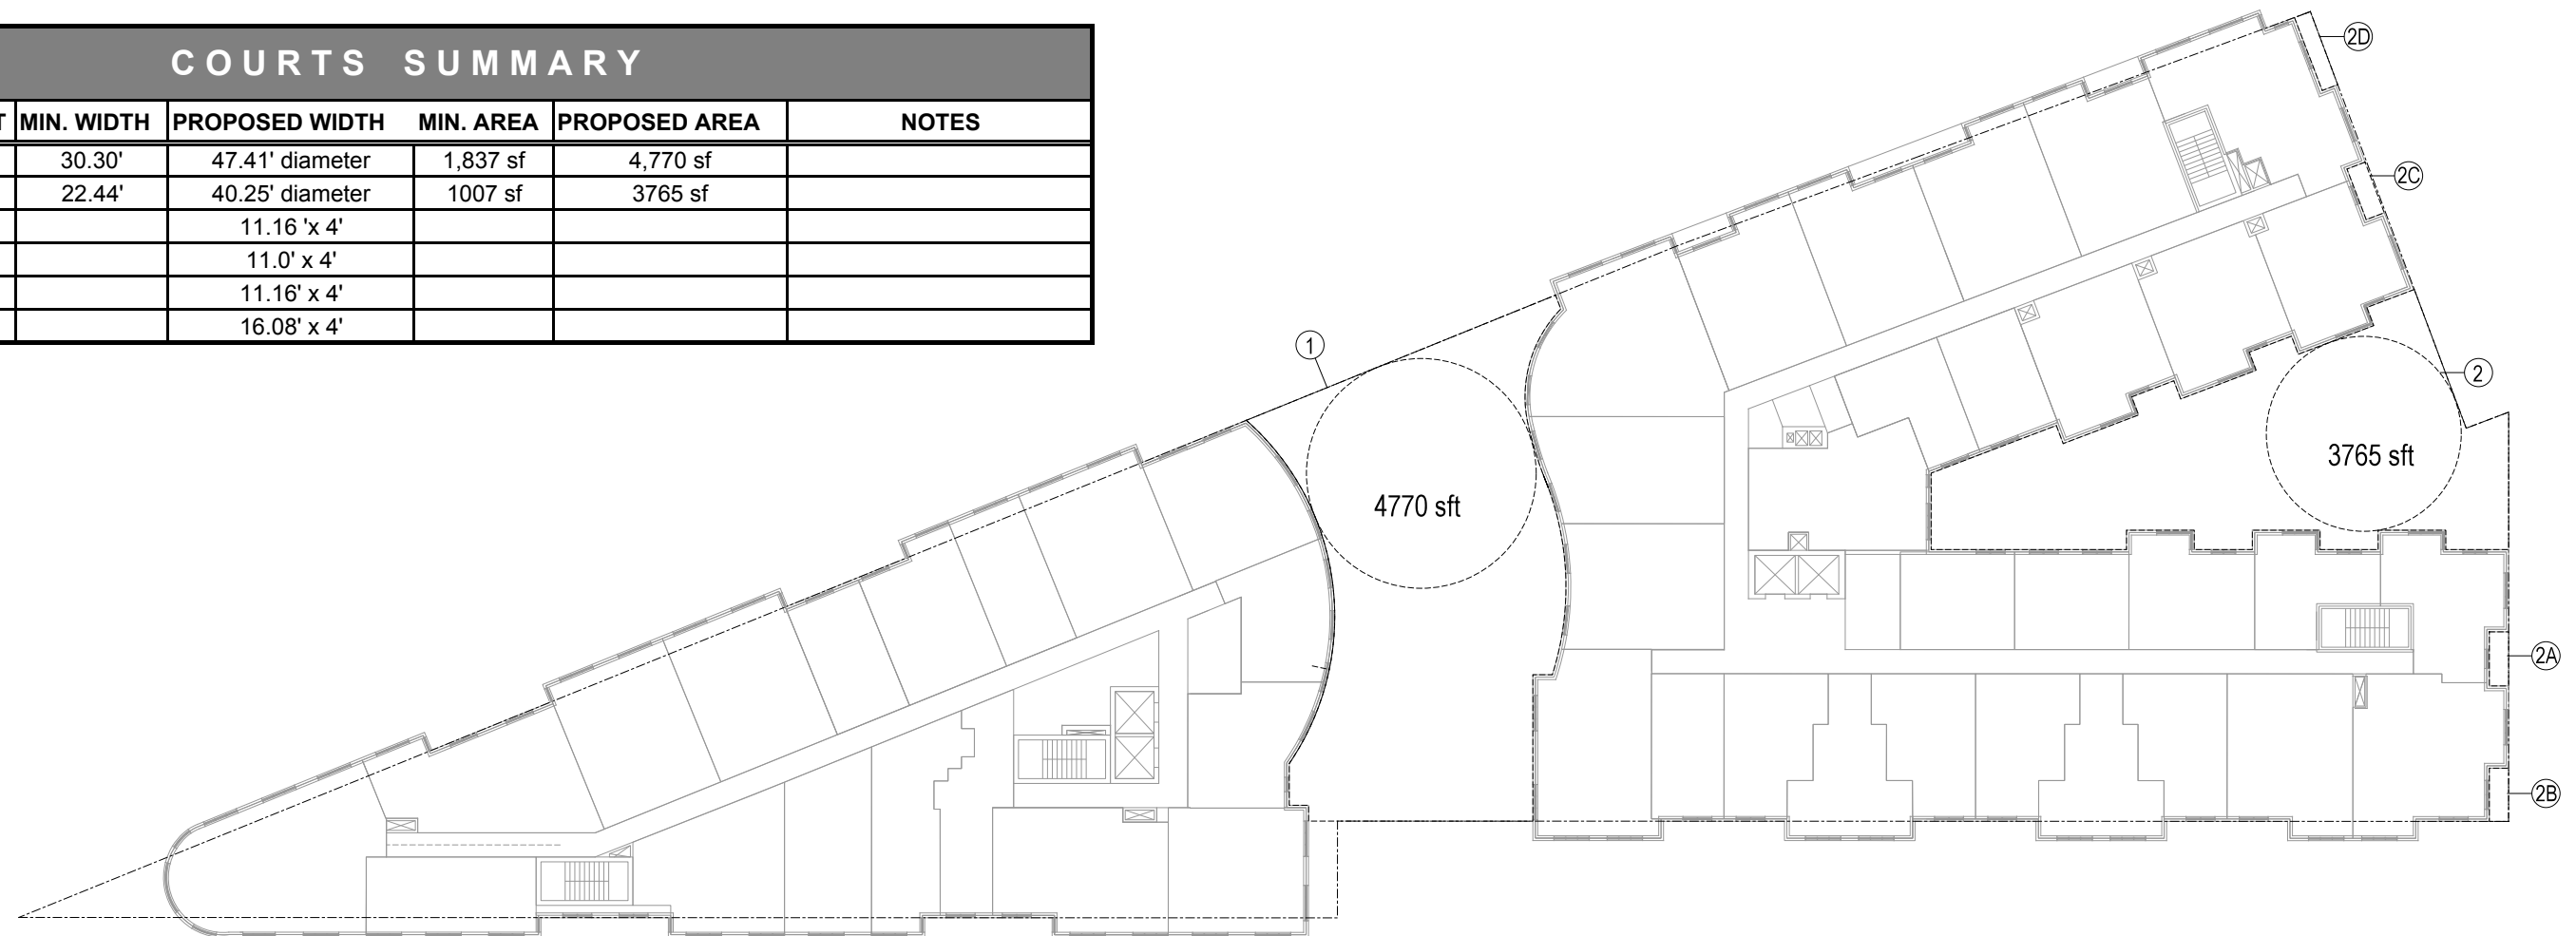 COURTS SUMMARY
T MIN. WIDTH PROPOSED WIDTH MIN. AREA PROPOSED AREA NOTES
30.30' 47.41' diameter 1,837 sf 4,770 sf
22.44' 40.25' diameter 1007 sf 3765 sf
11.16 'x 4'
11.0' x 4'
11.16' x 4'
16.08' x 4'
2D
2C
1
2
3765 sft
4770 sft
2A
2B